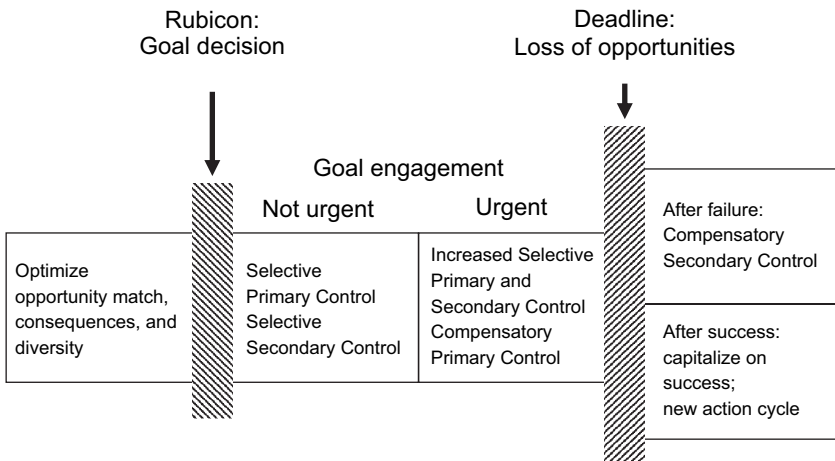 Rubicon:
Goal decision
Deadline:
Loss of opportunities
Goal engagement
Not urgent
Urgent
Optimize
opportunity match,
consequences, and
diversity
Selective
Primary Control
Selective
Secondary Control
Increased Selective
Primary and
Secondary Control
Compensatory
Primary Control
After failure:
Compensatory
Secondary Control
After success:
capitalize on
success;
new action cycle